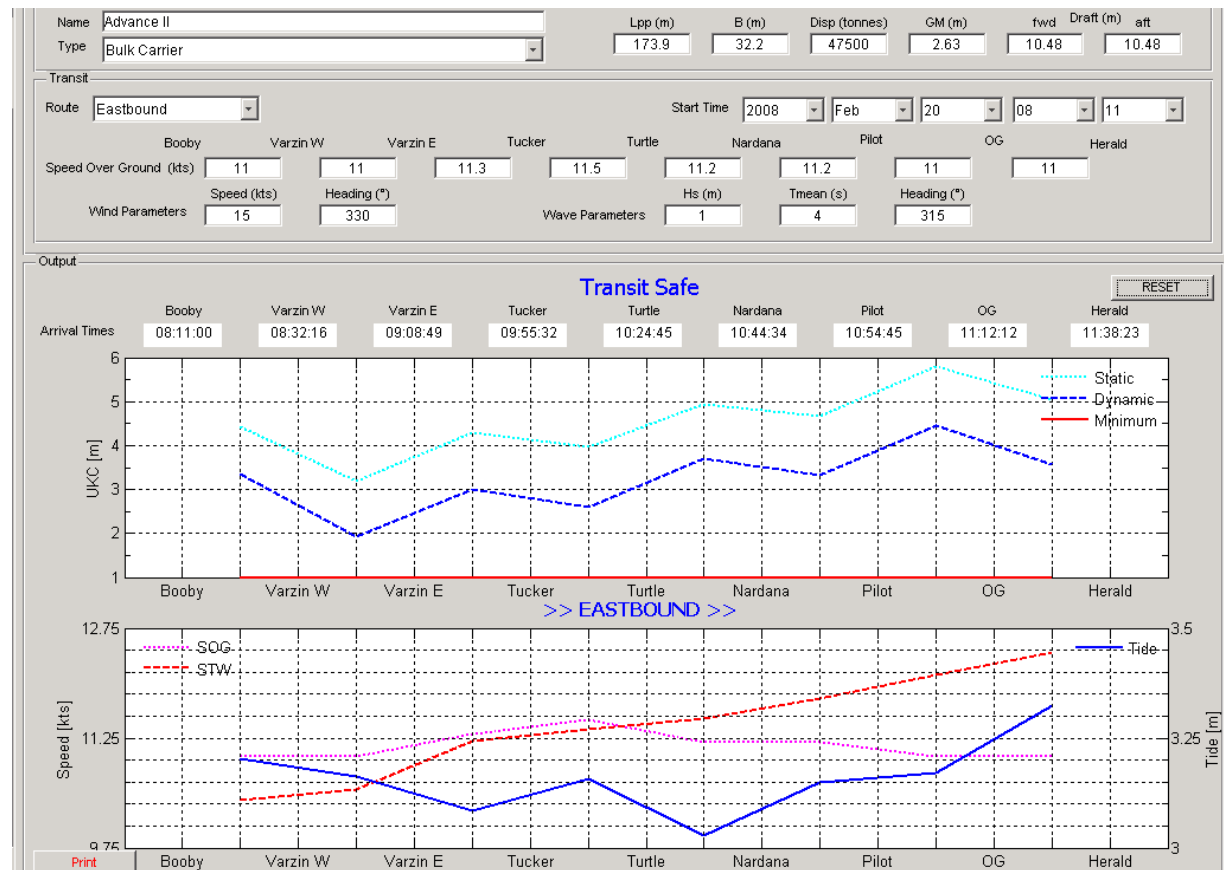 Name Advance II Lpp (m) B (m) Disp (tonnes) GM (m) fwd Draft (m) aft
Type Bulk Carrier 173.9 32.2 47500 2.63 10.48 10.48
Transit
Route Eastbound Start Time 2008 Feb 20 08 11
Booby Varzin W Varzin E Tucker Turtle Nardana Pilot OG Herald
Speed Over Ground (kts) 11 11 11.3 11.5 11.2 11.2 11 11
Speed (kts) Heading (°) Hs (m) Tmean (s) Heading (°)
Wind Parameters 15 330 Wave Parameters 1 4 315
Output
Transit Safe
RESET
Booby Varzin W Varzin E Tucker Turtle Nardana Pilot OG Herald
Arrival Times 08:11:00 08:32:16 09:08:49 09:55:32 10:24:45 10:44:34 10:54:45 11:12:12 11:38:23
6
5
4
3
2
1
UKC [m]
Static
Dynamic
Minimum
Booby Varzin W Varzin E Tucker Turtle Nardana Pilot OG Herald
>> EASTBOUND >>
12.75
11.25
9.75
Speed [kts]
SOG
STW
Tide
3.5
3.25
3
Tide [m]
Print Booby Varzin W Varzin E Tucker Turtle Nardana Pilot OG Herald